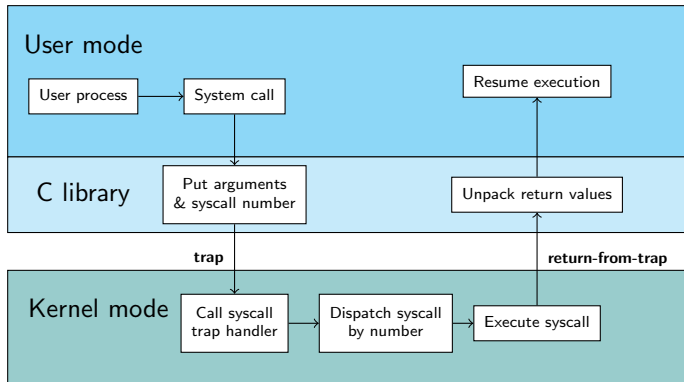 User mode
User process
System call
Resume execution
C library
Put arguments
& syscall number
Unpack return values
trap
return-from-trap
Kernel mode
Call syscall
trap handler
Dispatch syscall
by number
Execute syscall